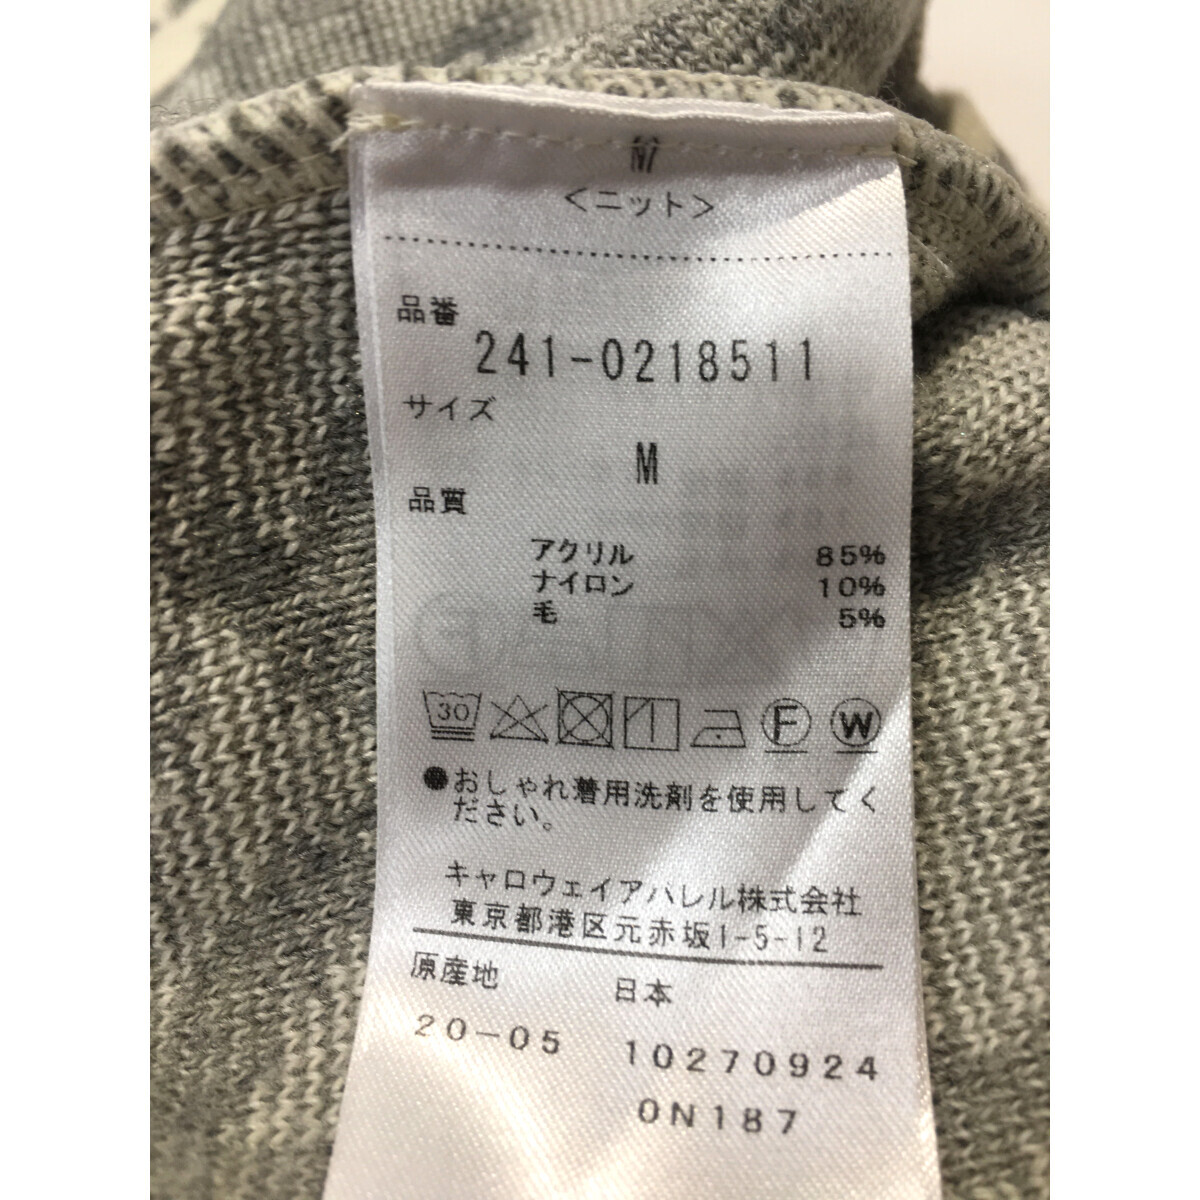 <ニット>
品番
241-0218511
サイズ
M
品質
アクリル 85%
ナイロン 10%
毛 5%
30 F W
●おしゃれ着用洗剤を使用してく
ださい。
キャロウェイアパレル株式会社
東京都港区元赤坂1-5-12
原産地 日本
20-05 10270924
0N187